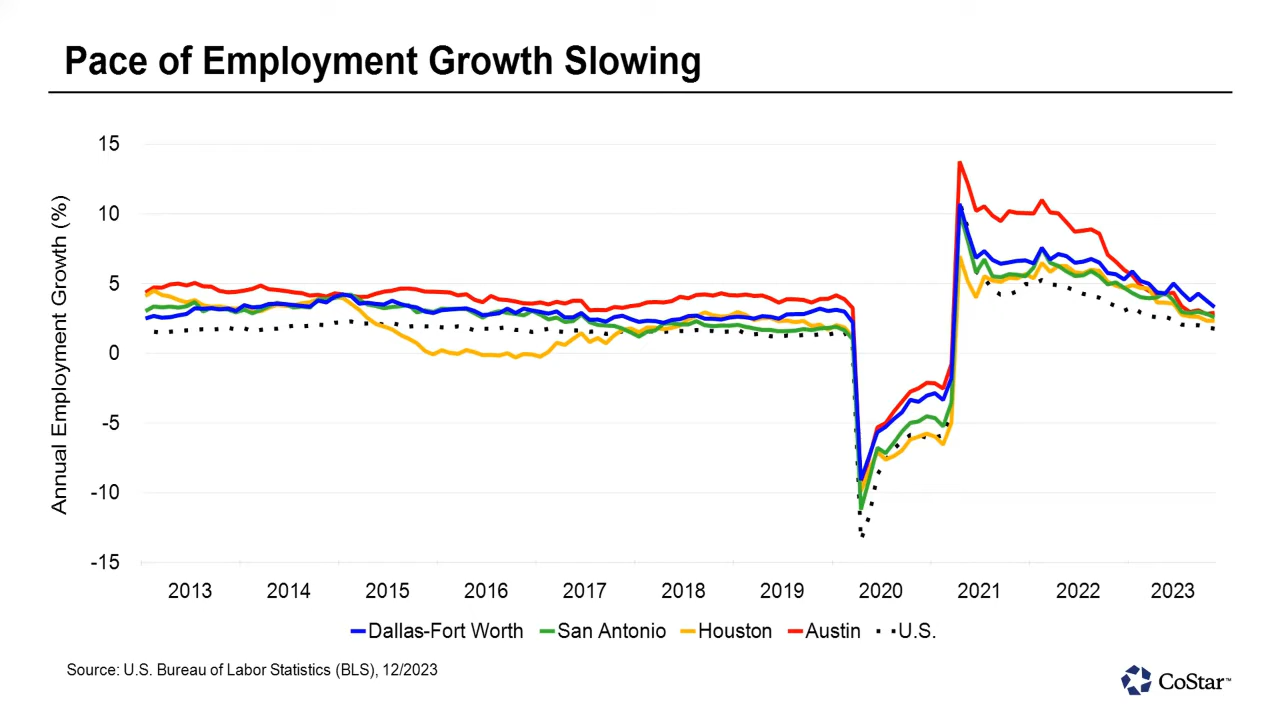 Pace of Employment Growth Slowing
Annual Employment Growth (%)
15
10
5
0
-5
-10
-15
2013 2014 2015 2016 2017 2018 2019 2020 2021 2022 2023
Dallas-Fort Worth San Antonio Houston Austin U.S.
Source: U.S. Bureau of Labor Statistics (BLS), 12/2023
CoStar™